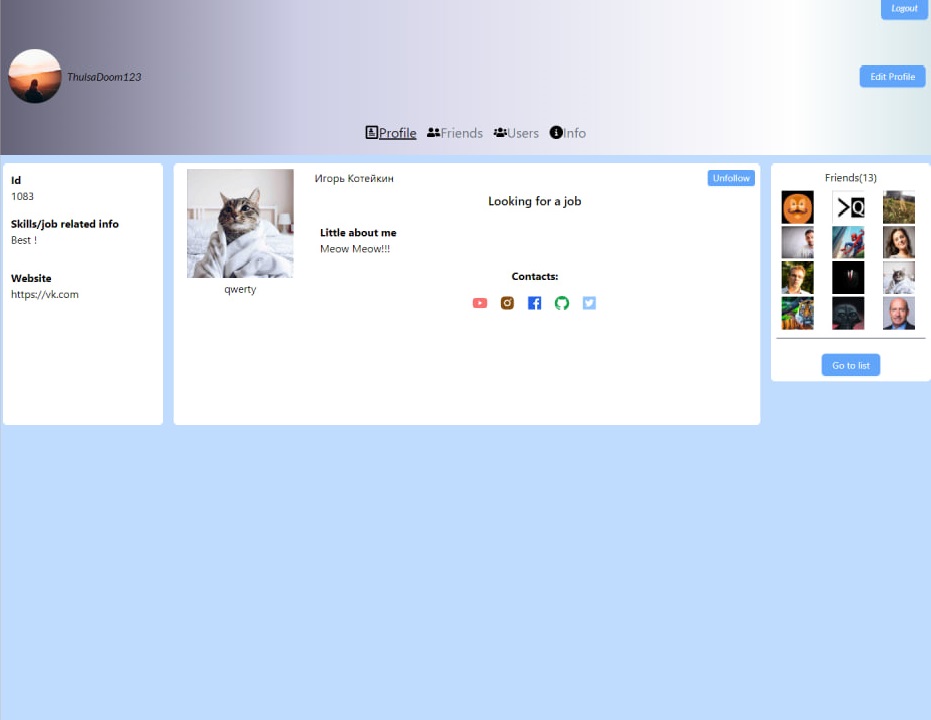 Logout
ThulsaDoom123
Edit Profile
Profile Friends Users Info
Id
1083
Skills/job related info
Best !
Website
https://vk.com
qwerty
Игорь Котейкин
Unfollow
Looking for a job
Little about me
Meow Meow!!!
Contacts:
Friends(13)
>Q
Go to list